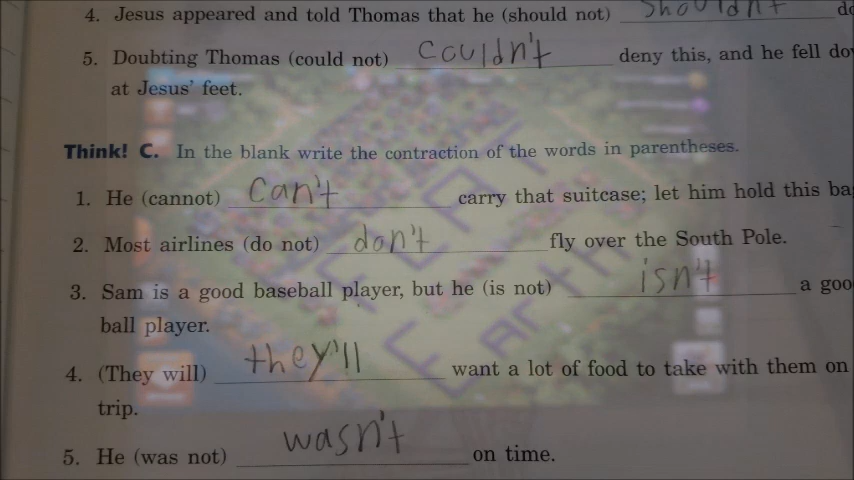 4. Jesus appeared and told Thomas that he (should not) shouldn't
5. Doubting Thomas (could not) couldn't deny this, and he fell
at Jesus' feet.
Think! C. In the blank write the contraction of the words in parentheses.
1. He (cannot) can't carry that suitcase; let him hold this
2. Most airlines (do not) don't fly over the South Pole.
3. Sam is a good baseball player, but he (is not) isn't a
ball player.
4. (They will) they'll want a lot of food to take with them on
trip.
5. He (was not) wasn't on time.